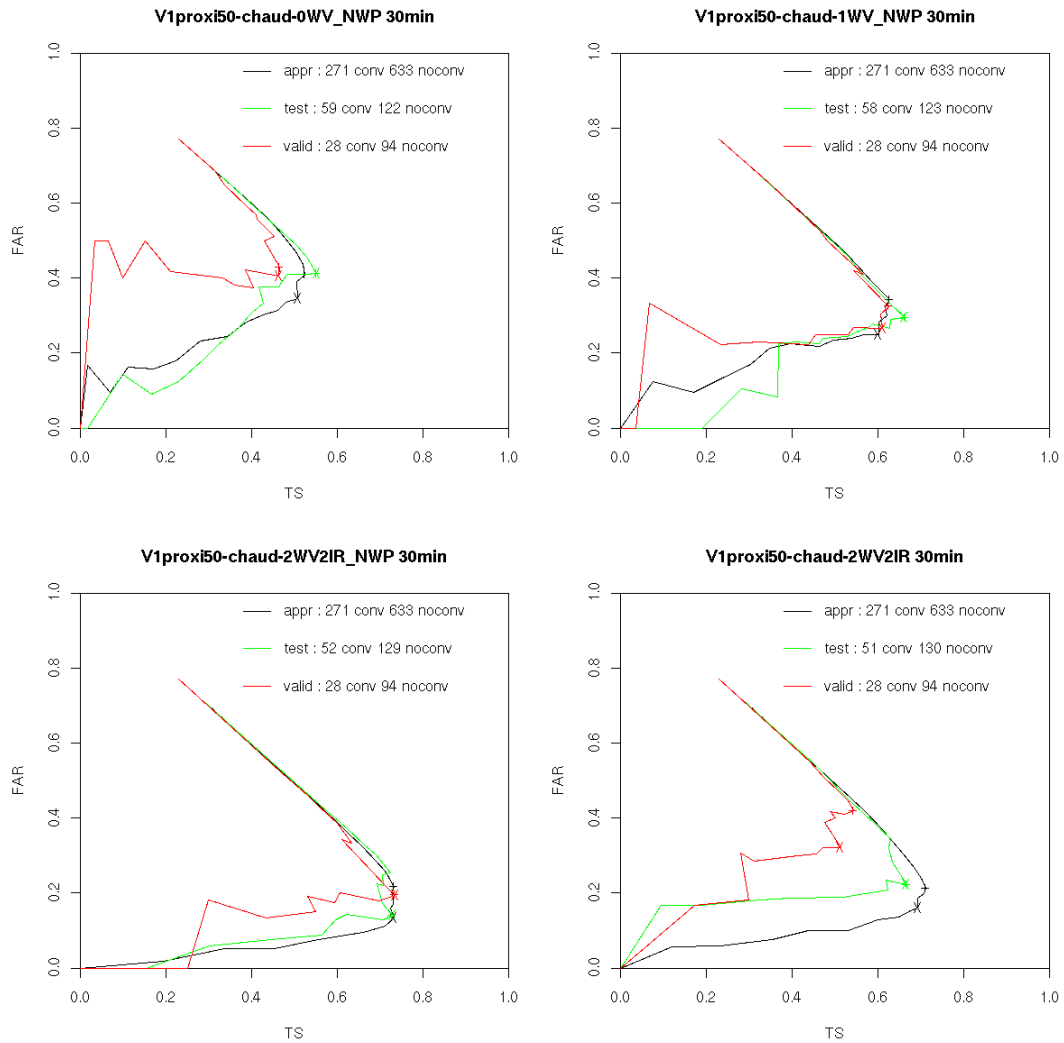 V1proxi50-chaud-0WV_NWP 30min
1.0
0.8
0.6
0.4
0.2
0.0
FAR
appr : 271 conv 633 noconv
test : 59 conv 122 noconv
valid : 28 conv 94 noconv
0.0 0.2 0.4 0.6 0.8 1.0
TS
V1proxi50-chaud-1WV_NWP 30min
1.0
0.8
0.6
0.4
0.2
0.0
FAR
appr : 271 conv 633 noconv
test : 58 conv 123 noconv
valid : 28 conv 94 noconv
0.0 0.2 0.4 0.6 0.8 1.0
TS
V1proxi50-chaud-2WV2IR_NWP 30min
1.0
0.8
0.6
0.4
0.2
0.0
FAR
appr : 271 conv 633 noconv
test : 52 conv 129 noconv
valid : 28 conv 94 noconv
0.0 0.2 0.4 0.6 0.8 1.0
TS
V1proxi50-chaud-2WV2IR 30min
1.0
0.8
0.6
0.4
0.2
0.0
FAR
appr : 271 conv 633 noconv
test : 51 conv 130 noconv
valid : 28 conv 94 noconv
0.0 0.2 0.4 0.6 0.8 1.0
TS